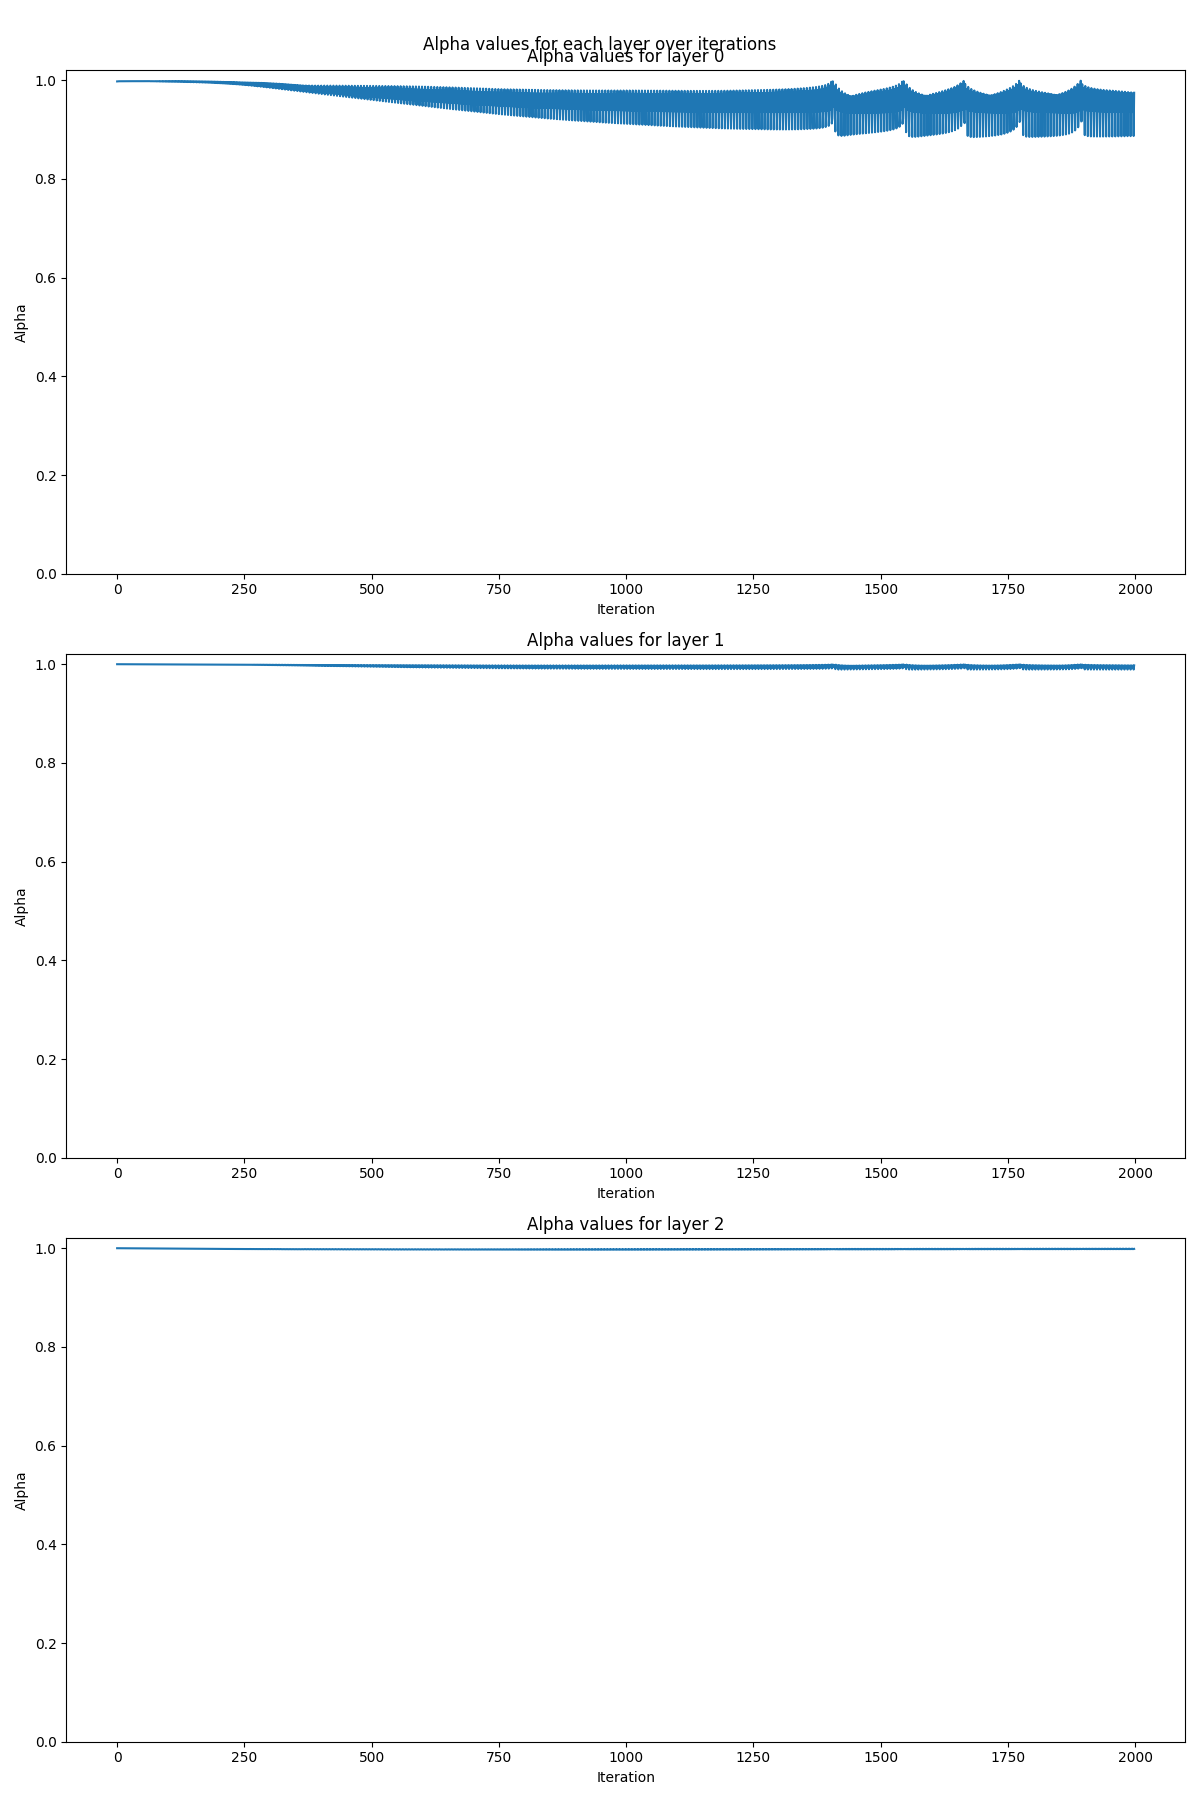 Alpha values for each layer over iterations
Alpha values for layer 0
1.0
0.8
0.6
Alpha
0.4
0.2
0.0
0 250 500 750 1000 1250 1500 1750 2000
Iteration
Alpha values for layer 1
1.0
0.8
0.6
Alpha
0.4
0.2
0.0
0 250 500 750 1000 1250 1500 1750 2000
Iteration
Alpha values for layer 2
1.0
0.8
0.6
Alpha
0.4
0.2
0.0
0 250 500 750 1000 1250 1500 1750 2000
Iteration